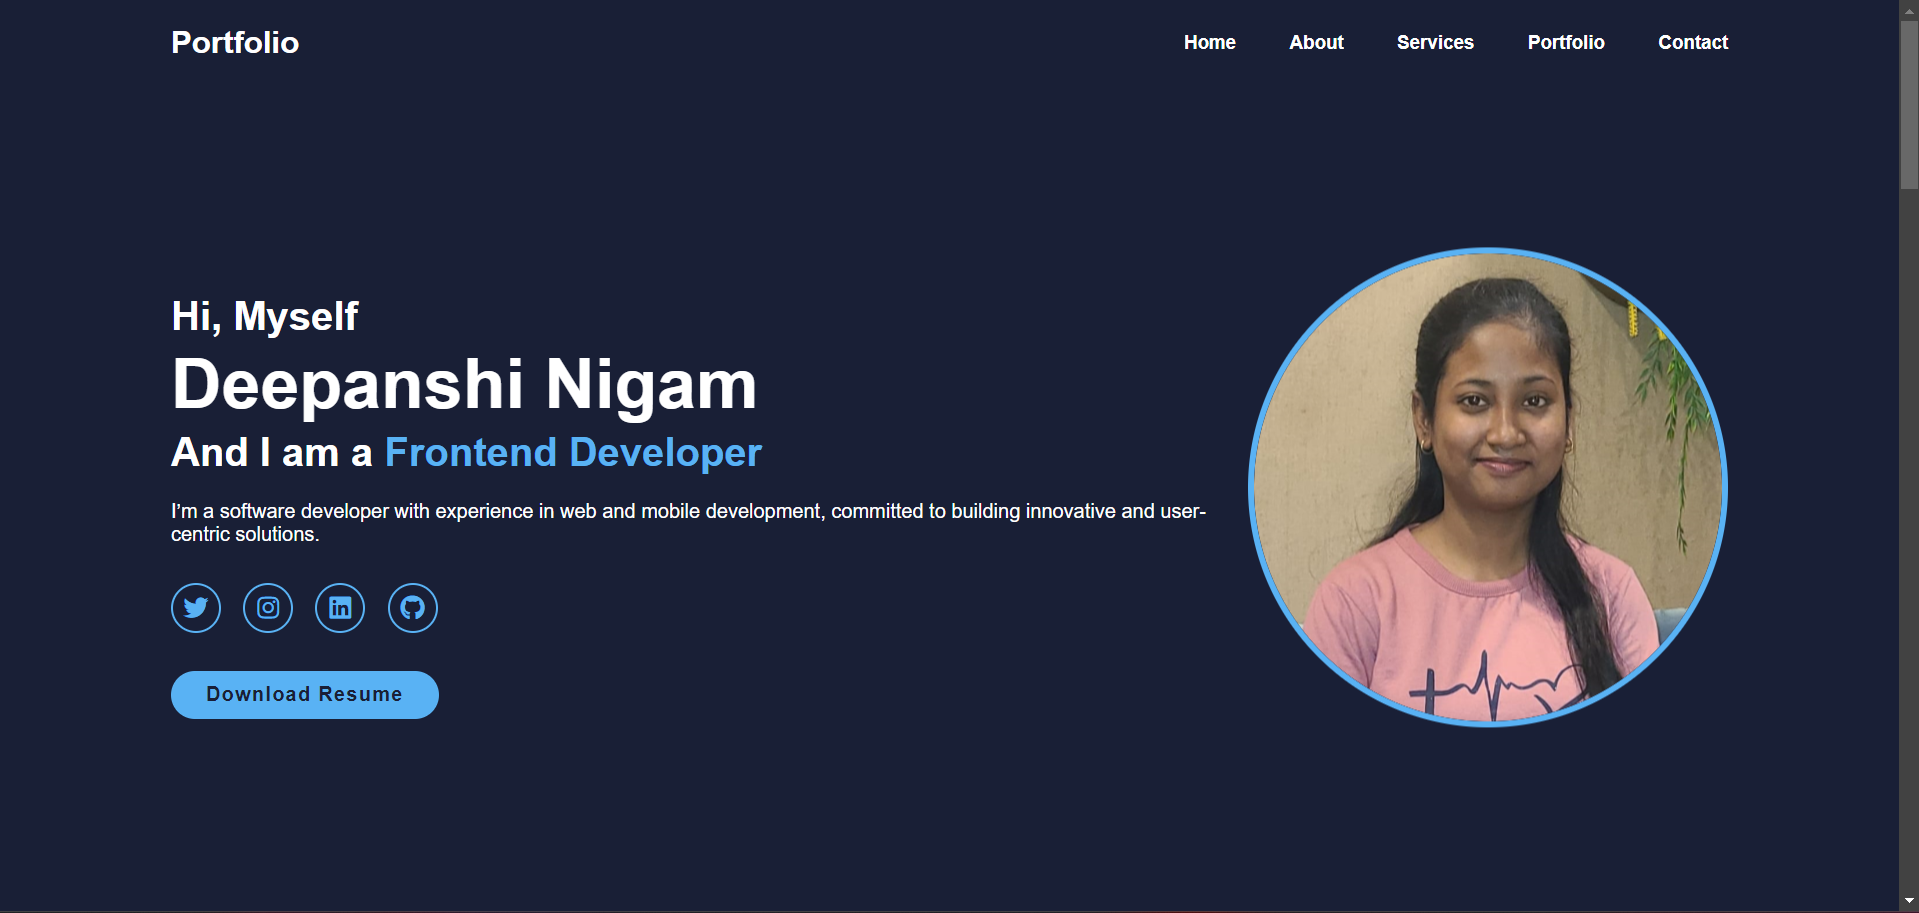 Portfolio
Home About Services Portfolio Contact
Hi, Myself
Deepanshi Nigam
And I am a Frontend Developer
I'm a software developer with experience in web and mobile development, committed to building innovative and user-
centric solutions.
in
Download Resume